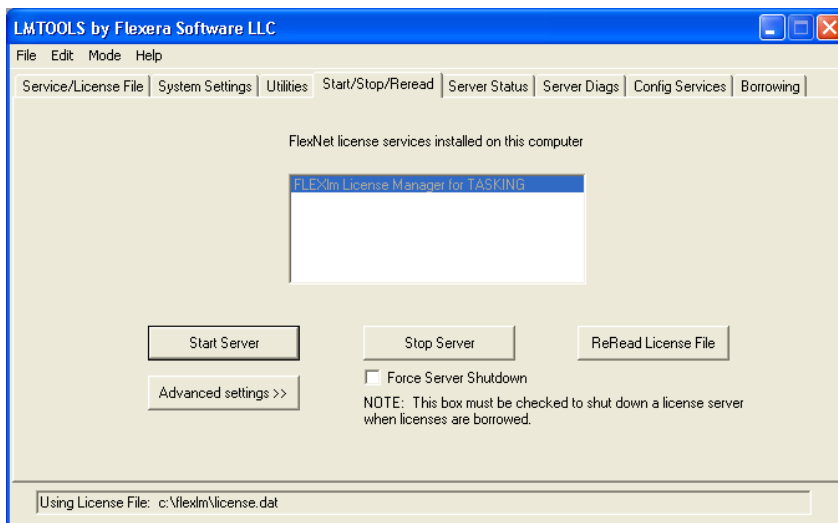 LMTOOLS by Flexera Software LLC
File Edit Mode Help
Service/License File System Settings Utilities Start/Stop/Reread Server Status Server Diags Config Services Borrowing
FlexNet license services installed on this computer
FLEXlm License Manager for TASKING
Start Server Stop Server ReRead License File
Force Server Shutdown
Advanced settings >>
NOTE: This box must be checked to shut down a license server
when licenses are borrowed.
Using License File: c:\flexlm\license.dat